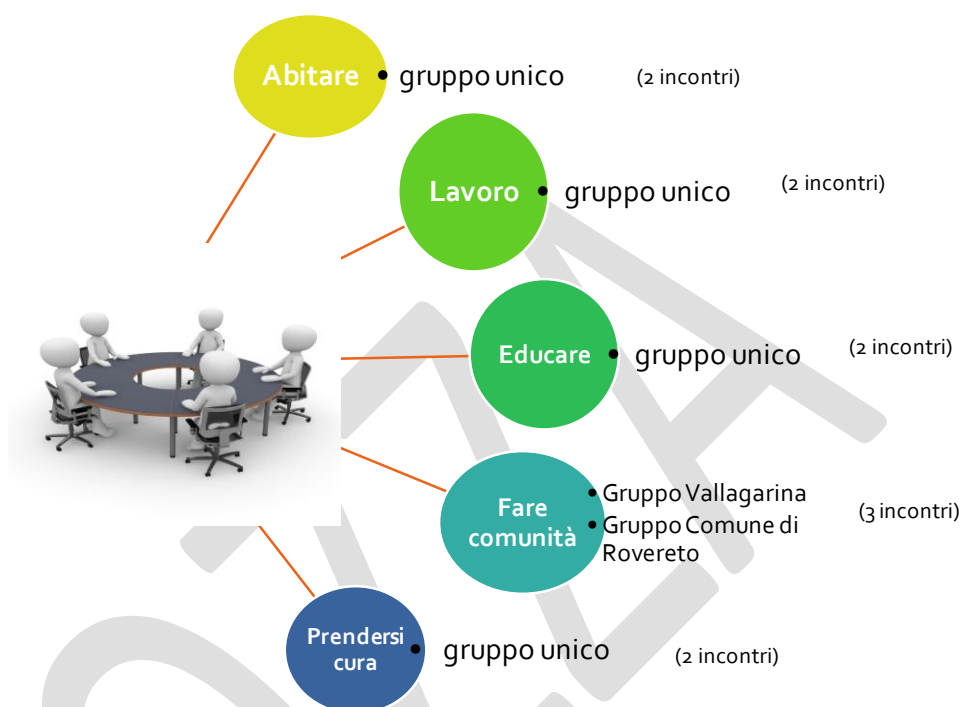 Abitare • gruppo unico (2 incontri)
Lavoro • gruppo unico (2 incontri)
Educare • gruppo unico (2 incontri)
Fare
comunità
• Gruppo Vallagarina
• Gruppo Comune di
Rovereto
(3 incontri)
Prendersi
cura
• gruppo unico (2 incontri)